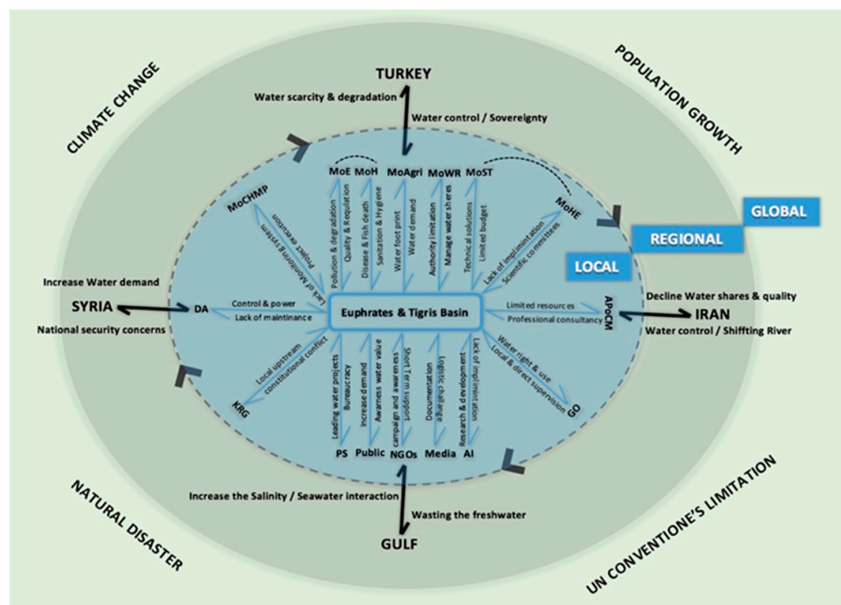 CLIMATE CHANGE
POPULATION GROWTH
TURKEY
Water scarcity & degradation
Water control / Sovereignty
GLOBAL
REGIONAL
LOCAL
MoE
MoH
MoAgri
MoWR
MoST
MoCHMP
MoHE
Lack of Monitoring system
Project execution
Pollution & degradation
Quality & Regulation
Disease & Fish death
Sanitation & Hygiene
Water foot print
Water demand
Authority limitation
Manage water sheres
Technical solutions
Limited budget
Lack of implimintation
Scientific committees
Increase Water demand
SYRIA
National security concerns
DA
Control & power
Lack of maintinance
Euphrates & Tigris Basin
Limited resources
Professional consultancy
APoCM
Decline Water shares & quality
IRAN
Water control / Shiffting River
Local upstream
constitutional conflict
KRG
Leading water projects
Bureaucracy
Increase demand
Awarness water value
campaign and awareness
Short Term support
Documentation
Logistic challange
Research & development
Lack of implimintation
Water right & use
Local & direct supervision
GD
PS
Public
NGOs
Media
AI
Increase the Salinity / Seawater interaction
Wasting the freshwater
GULF
NATURAL DISASTER
UN CONVENTIONE'S LIMITATION